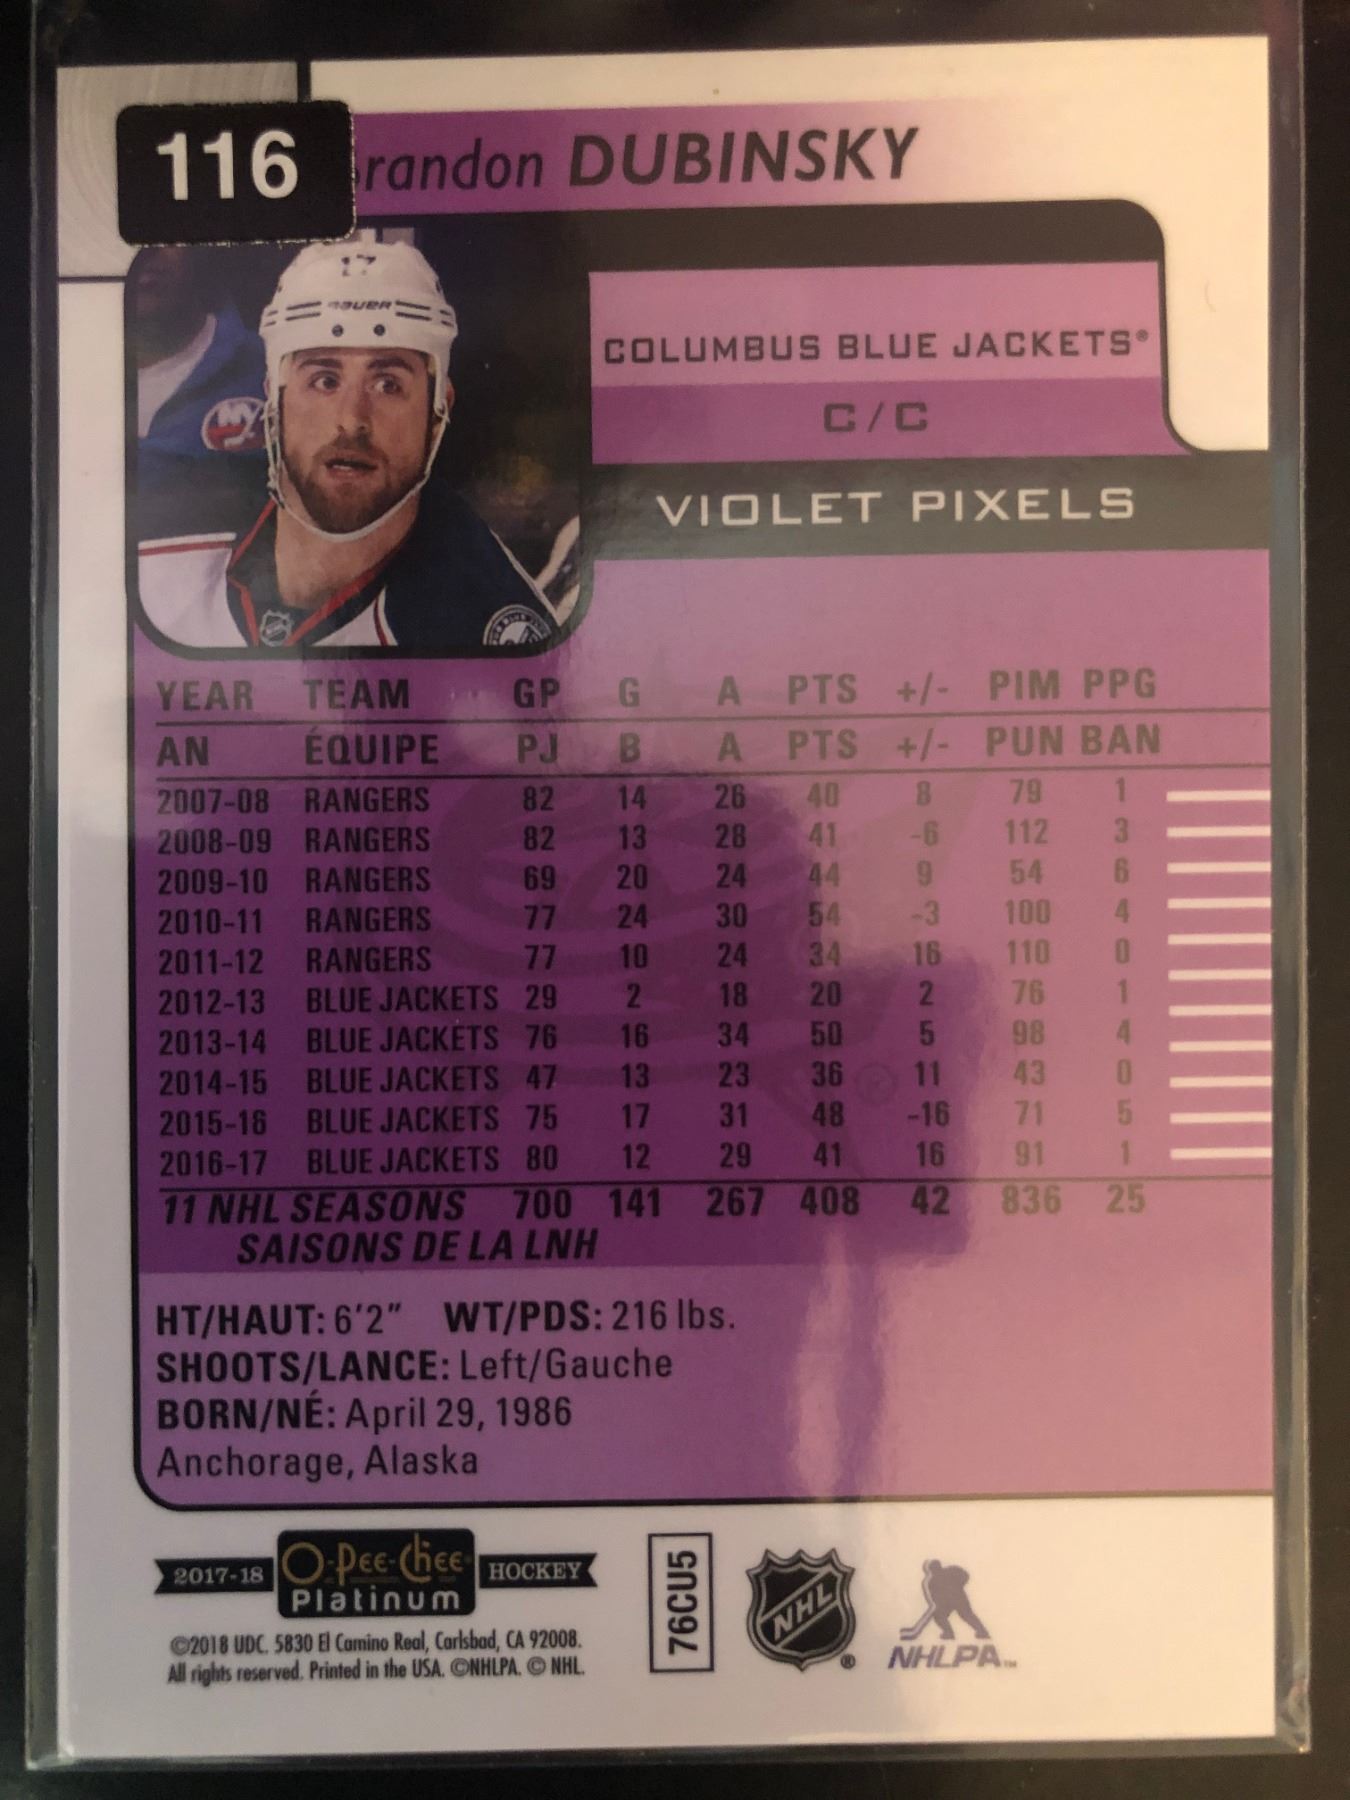 116
Brandon DUBINSKY
17
BAUER
NY
COLUMBUS BLUE JACKETS®
C/C
VIOLET PIXELS
YEAR TEAM GP G A PTS +/- PIM PPG
AN ÉQUIPE PJ B A PTS +/- PUN BAN
2007-08 RANGERS 82 14 26 40 8 79 1
2008-09 RANGERS 82 13 28 41 -6 112 3
2009-10 RANGERS 69 20 24 44 9 54 6
2010-11 RANGERS 77 24 30 54 -3 100 4
2011-12 RANGERS 77 10 24 34 16 110 0
2012-13 BLUE JACKETS 29 2 18 20 2 76 1
2013-14 BLUE JACKETS 76 16 34 50 5 98 4
2014-15 BLUE JACKETS 47 13 23 36 11 43 0
2015-16 BLUE JACKETS 75 17 31 48 -16 71 5
2016-17 BLUE JACKETS 80 12 29 41 16 91 1
11 NHL SEASONS 700 141 267 408 42 836 25
SAISONS DE LA LNH
HT/HAUT: 6'2" WT/PDS: 216 lbs.
SHOOTS/LANCE: Left/Gauche
BORN/NÉ: April 29, 1986
Anchorage, Alaska
2017-18 O-Pee-Chee Platinum HOCKEY
©2018 UDC. 5830 El Camino Real, Carlsbad, CA 92008.
All rights reserved. Printed in the USA. ©NHLPA. © NHL.
76CU5
NHL®
NHLPA™